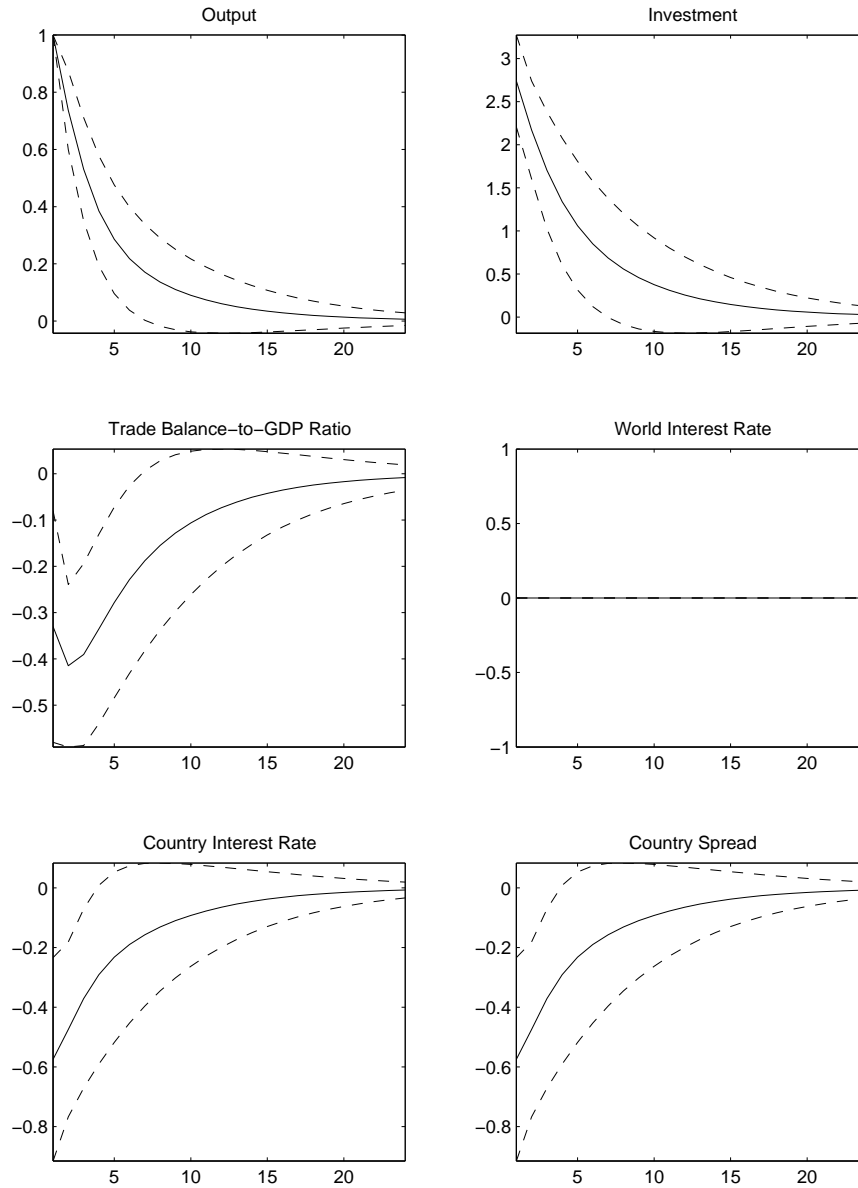 Output
1
0.8
0.6
0.4
0.2
0
5 10 15 20
Investment
3
2.5
2
1.5
1
0.5
0
5 10 15 20
Trade Balance−to−GDP Ratio
0
−0.1
−0.2
−0.3
−0.4
−0.5
5 10 15 20
World Interest Rate
1
0.5
0
−0.5
−1
5 10 15 20
Country Interest Rate
0
−0.2
−0.4
−0.6
−0.8
5 10 15 20
Country Spread
0
−0.2
−0.4
−0.6
−0.8
5 10 15 20